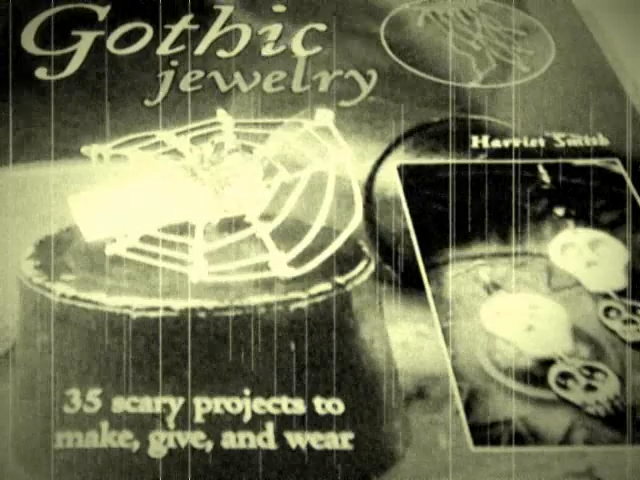 Gothic
jewelry
Harriet Smith
35 scary projects to
make, give, and wear